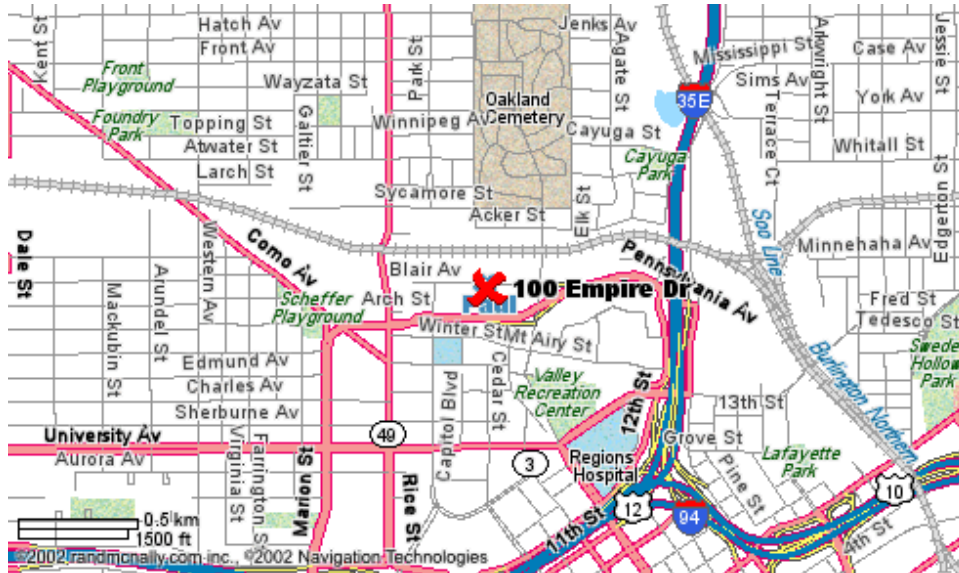 Kent St
Hatch Av
Front Av
Park St
Jenks Av
Agate St
Mississippi St
Arkwright St
Case Av
Jessie St
Front
Playground
Wayzata St
Sims Av
York Av
35E
Oakland
Cemetery
Foundry
Park
Topping St
Galtier St
Winnipeg Av
Cayuga St
Terrace Ct
Whitall St
Atwater St
Larch St
Cayuga
Park
Sycamore St
Acker St
Elk St
Edgerton St
Dale St
Western Av
Como Av
Soo Line
Minnehaha Av
Pennsylvania Av
Blair Av
100 Empire Dr
Paul
Mackubin St
Arundel St
Scheffer
Playground
Arch St
Fred St
Tedesco St
Winter St
Mt Airy St
Edmund Av
Charles Av
Sherburne Av
Capitol Blvd
Cedar St
Valley
Recreation
Center
12th St
13th St
Burlington Northern
Swede
Hollow
Park
University Av
Aurora Av
Virginia St
Farrington S
Marion St
49
Rice St
3
Regions
Hospital
Grove St
Pine St
Lafayette
Park
10
12
94
11th St
4th St
0.5 km
1500 ft
©2002 randmcnally.com inc., ©2002 Navigation Technologies